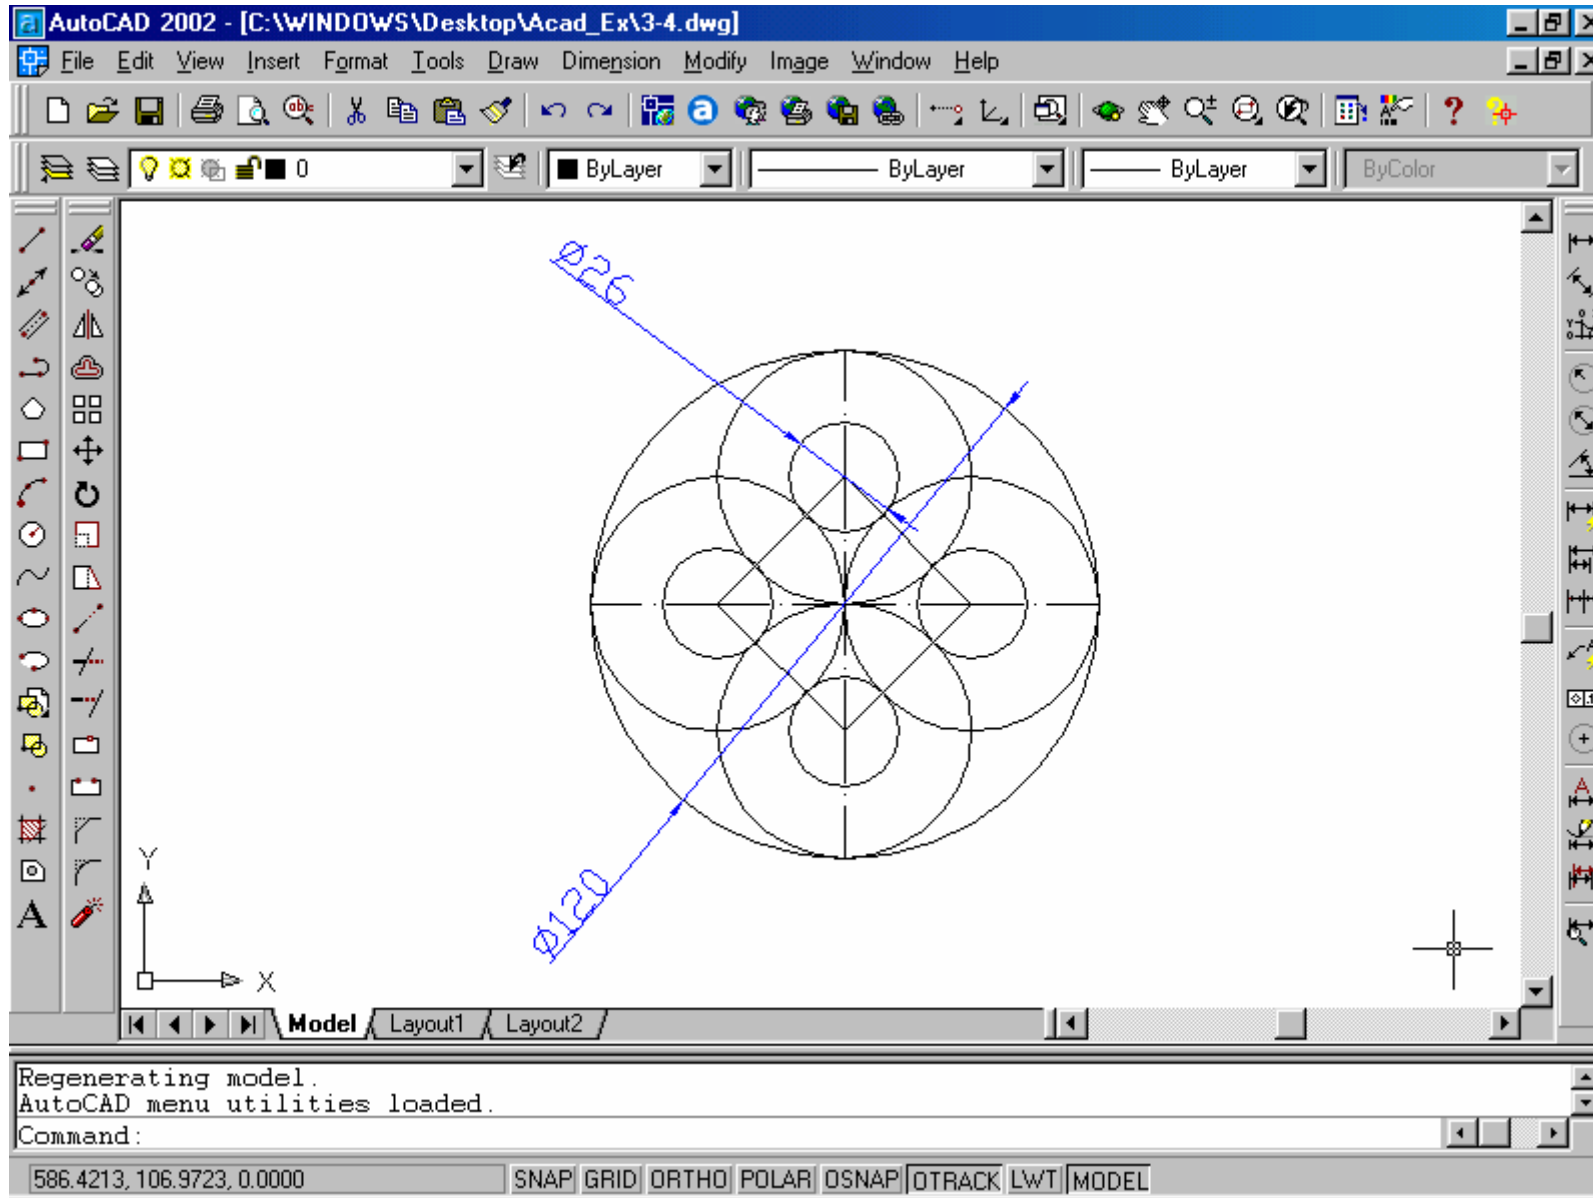 AutoCAD 2002 - [C:\WINDOWS\Desktop\Acad_Ex\3-4.dwg]
File Edit View Insert Format Tools Draw Dimension Modify Image Window Help
0 ByLayer ByLayer ByLayer ByColor
Ø26
Ø120
Y
X
Model Layout1 Layout2
Regenerating model.
AutoCAD menu utilities loaded.
Command:
586.4213, 106.9723, 0.0000 SNAP GRID ORTHO POLAR OSNAP OTRACK LWT MODEL